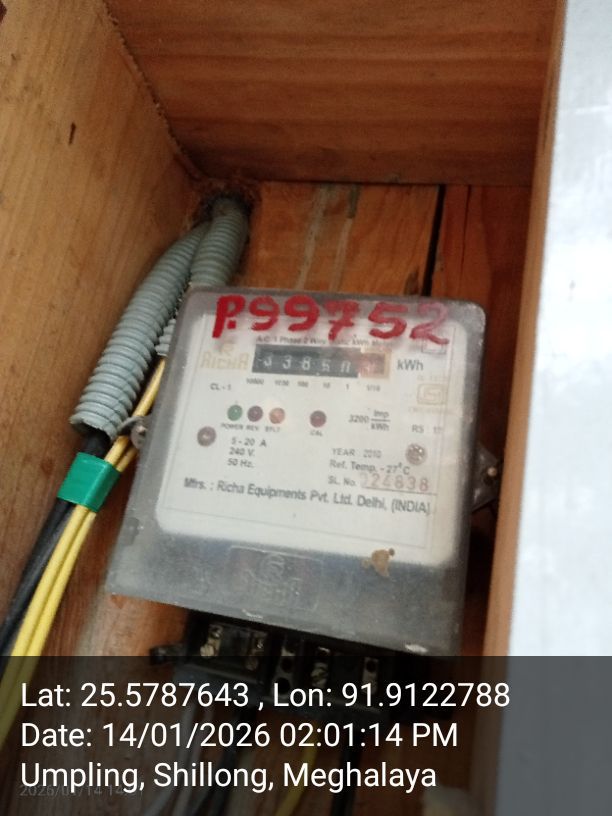 P.99752
A.C. 1 Phase 2 Wire Static kWh Meter
RICHA
kWh
CL - 1
10000 1000 100 10 1 1/10
POWER REV. EFLT CAL
3200 Imp/kWh
5 - 20 A
240 V.
50 Hz.
YEAR 2010
Ref. Temp. - 27°C
SL. No. 224838
Mfrs. : Richa Equipments Pvt. Ltd. Delhi, (INDIA)
Lat: 25.5787643 , Lon: 91.9122788
Date: 14/01/2026 02:01:14 PM
Umpling, Shillong, Meghalaya